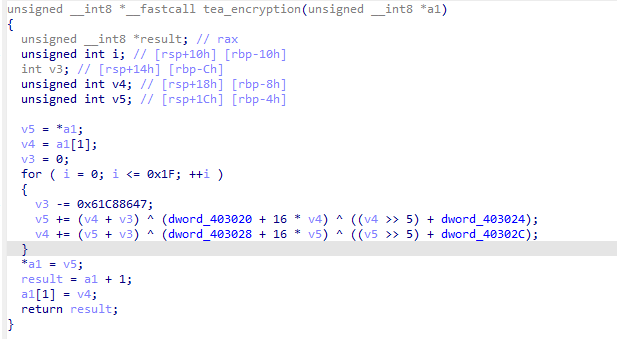 unsigned __int8 *__fastcall tea_encryption(unsigned __int8 *a1)
{
  unsigned __int8 *result; // rax
  unsigned int i; // [rsp+10h] [rbp-10h]
  int v3; // [rsp+14h] [rbp-Ch]
  unsigned int v4; // [rsp+18h] [rbp-8h]
  unsigned int v5; // [rsp+1Ch] [rbp-4h]

  v5 = *a1;
  v4 = a1[1];
  v3 = 0;
  for ( i = 0; i <= 0x1F; ++i )
  {
    v3 -= 0x61C88647;
    v5 += (v4 + v3) ^ (dword_403020 + 16 * v4) ^ ((v4 >> 5) + dword_403024);
    v4 += (v5 + v3) ^ (dword_403028 + 16 * v5) ^ ((v5 >> 5) + dword_40302C);
  }
  *a1 = v5;
  result = a1 + 1;
  a1[1] = v4;
  return result;
}